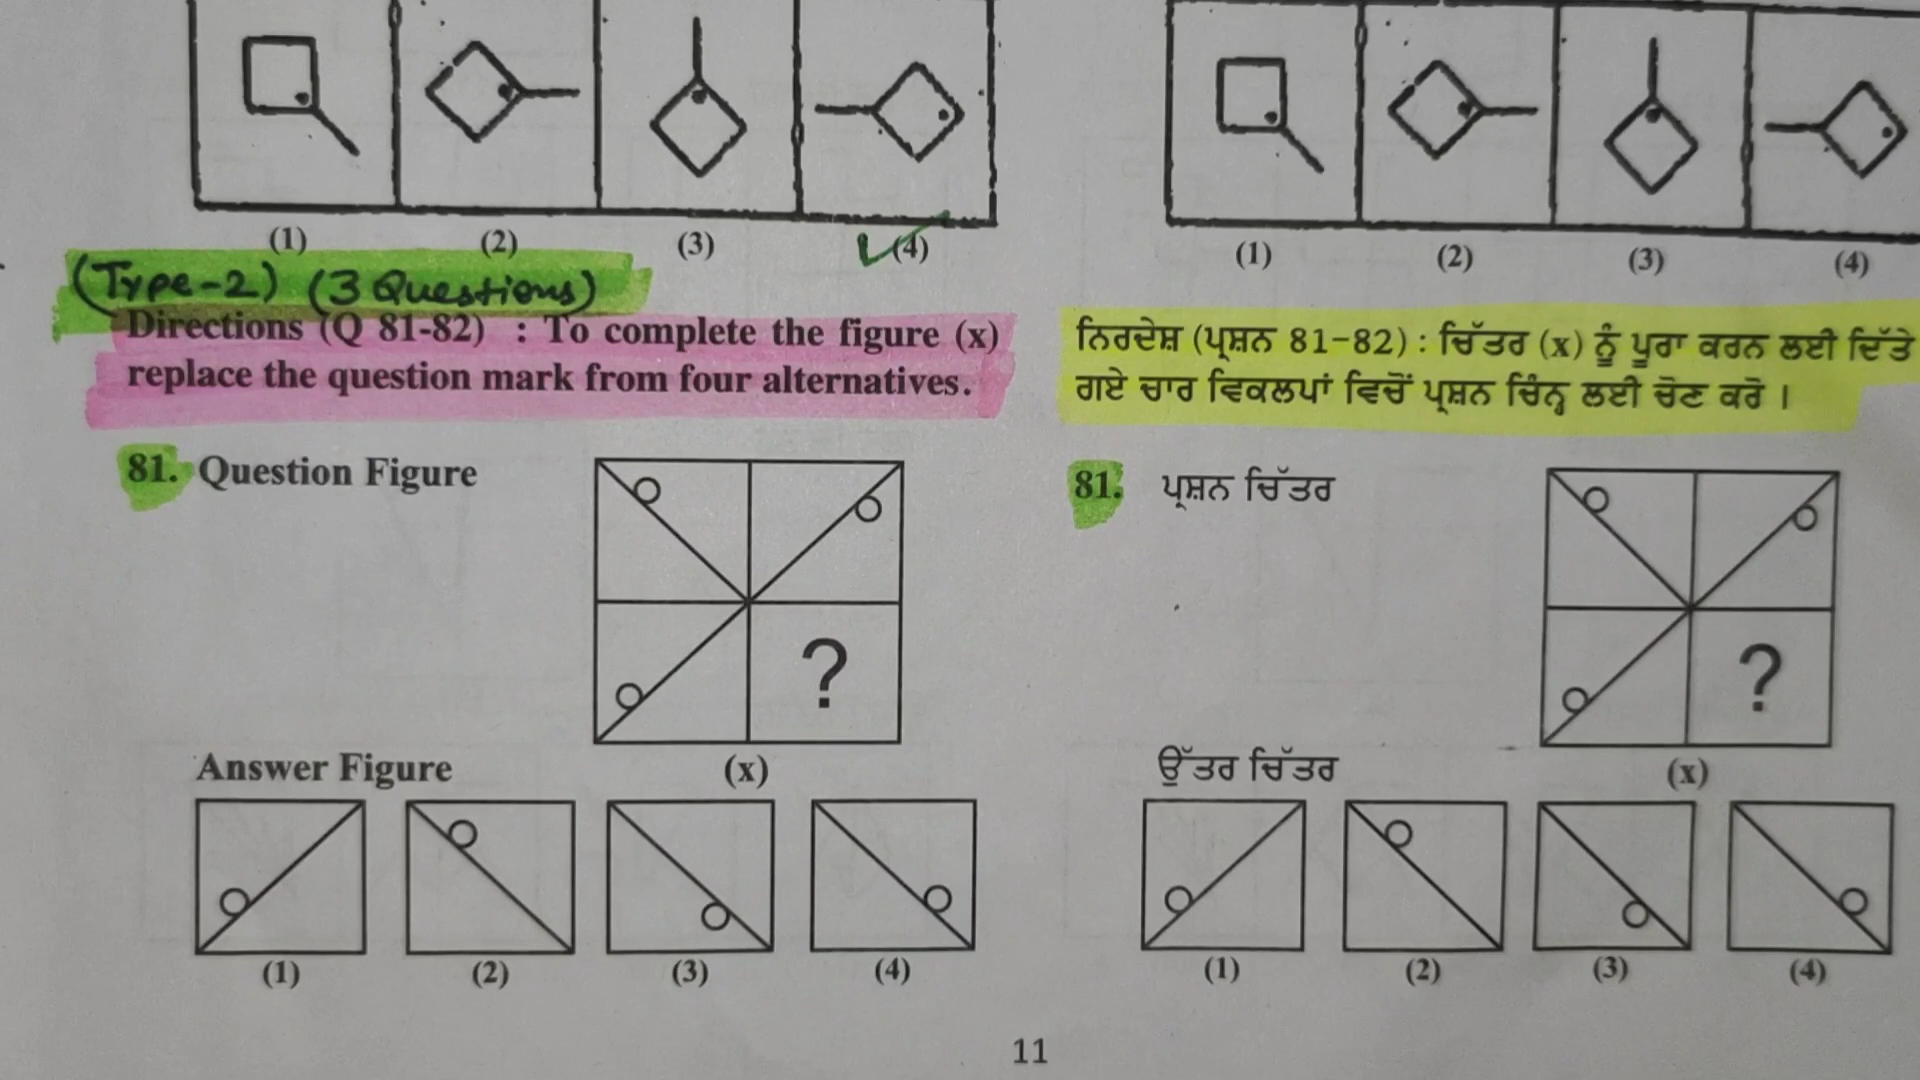 (1) (2) (3) (4)
(1) (2) (3) (4)
(Type-2) (3 Questions)
Directions (Q 81-82) : To complete the figure (x)
replace the question mark from four alternatives.
ਨਿਰਦੇਸ਼ (ਪ੍ਰਸ਼ਨ 81-82) : ਚਿੱਤਰ (x) ਨੂੰ ਪੂਰਾ ਕਰਨ ਲਈ ਦਿੱਤੇ
ਗਏ ਚਾਰ ਵਿਕਲਪਾਂ ਵਿਚੋਂ ਪ੍ਰਸ਼ਨ ਚਿੰਨ੍ਹ ਲਈ ਚੋਣ ਕਰੋ ।
81. Question Figure
?
(x)
Answer Figure
(1) (2) (3) (4)
81. ਪ੍ਰਸ਼ਨ ਚਿੱਤਰ
?
(x)
ਉੱਤਰ ਚਿੱਤਰ
(1) (2) (3) (4)
11